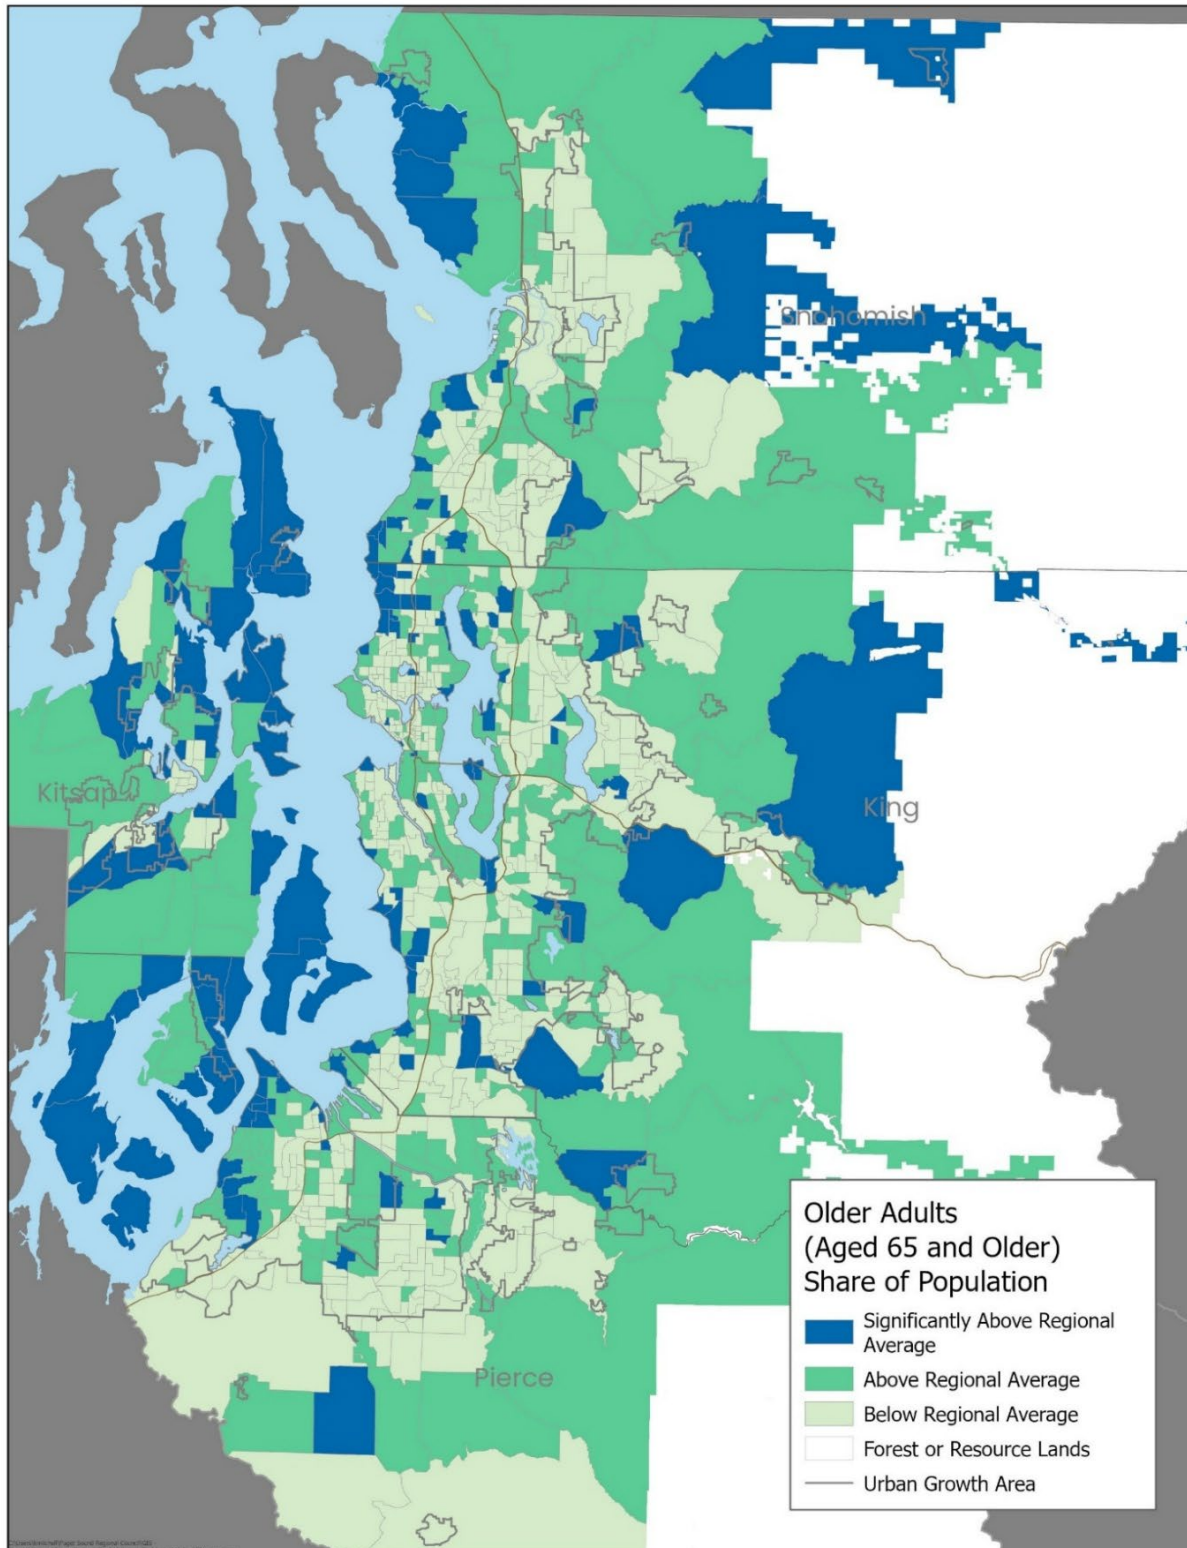 Snohomish
Kitsap
King
Pierce
Older Adults
(Aged 65 and Older)
Share of Population
Significantly Above Regional
Average
Above Regional Average
Below Regional Average
Forest or Resource Lands
Urban Growth Area